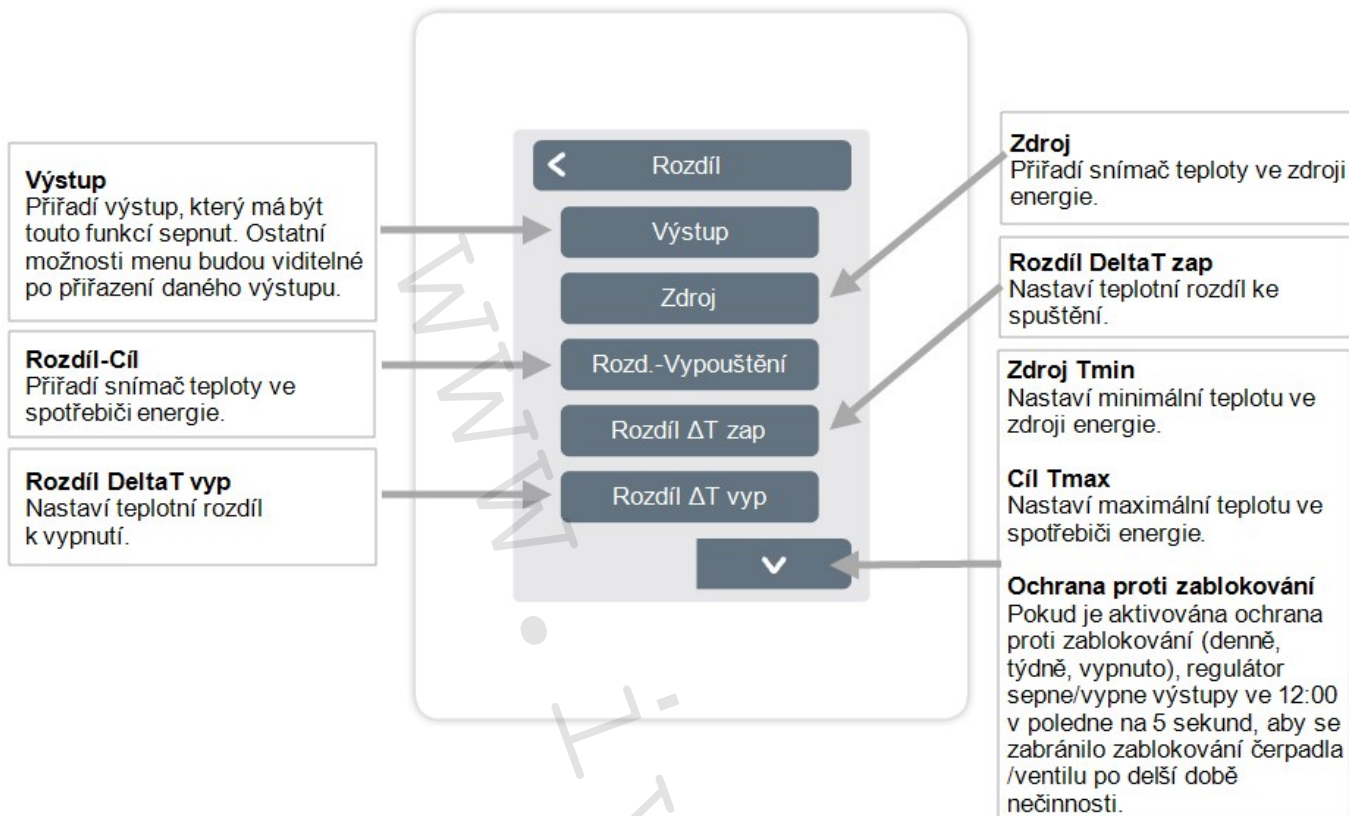 Výstup
Přiřadí výstup, který má být
touto funkcí sepnut. Ostatní
možnosti menu budou viditelné
po přiřazení daného výstupu.
Rozdíl-Cíl
Přiřadí snímač teploty ve
spotřebiči energie.
Rozdíl DeltaT vyp
Nastaví teplotní rozdíl
k vypnutí.
Rozdíl
Výstup
Zdroj
Rozd.-Vypouštění
Rozdíl ΔT zap
Rozdíl ΔT vyp
Zdroj
Přiřadí snímač teploty ve zdroji
energie.
Rozdíl DeltaT zap
Nastaví teplotní rozdíl ke
spuštění.
Zdroj Tmin
Nastaví minimální teplotu ve
zdroji energie.
Cíl Tmax
Nastaví maximální teplotu ve
spotřebiči energie.
Ochrana proti zablokování
Pokud je aktivována ochrana
proti zablokování (denně,
týdně, vypnuto), regulátor
sepne/vypne výstupy ve 12:00
v poledne na 5 sekund, aby se
zabránilo zablokování čerpadla
/ventilu po delší době
nečinnosti.